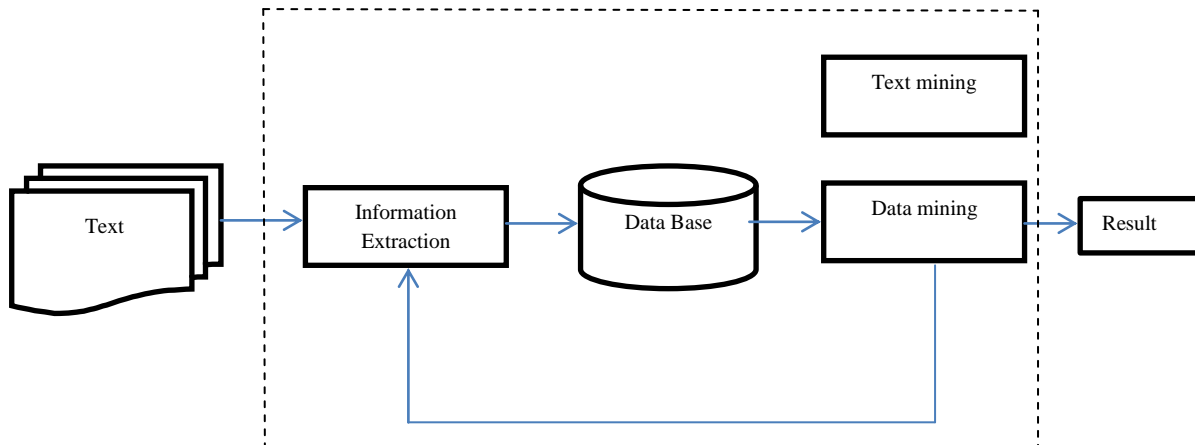 Text mining
Text
Information
Extraction
Data Base
Data mining
Result